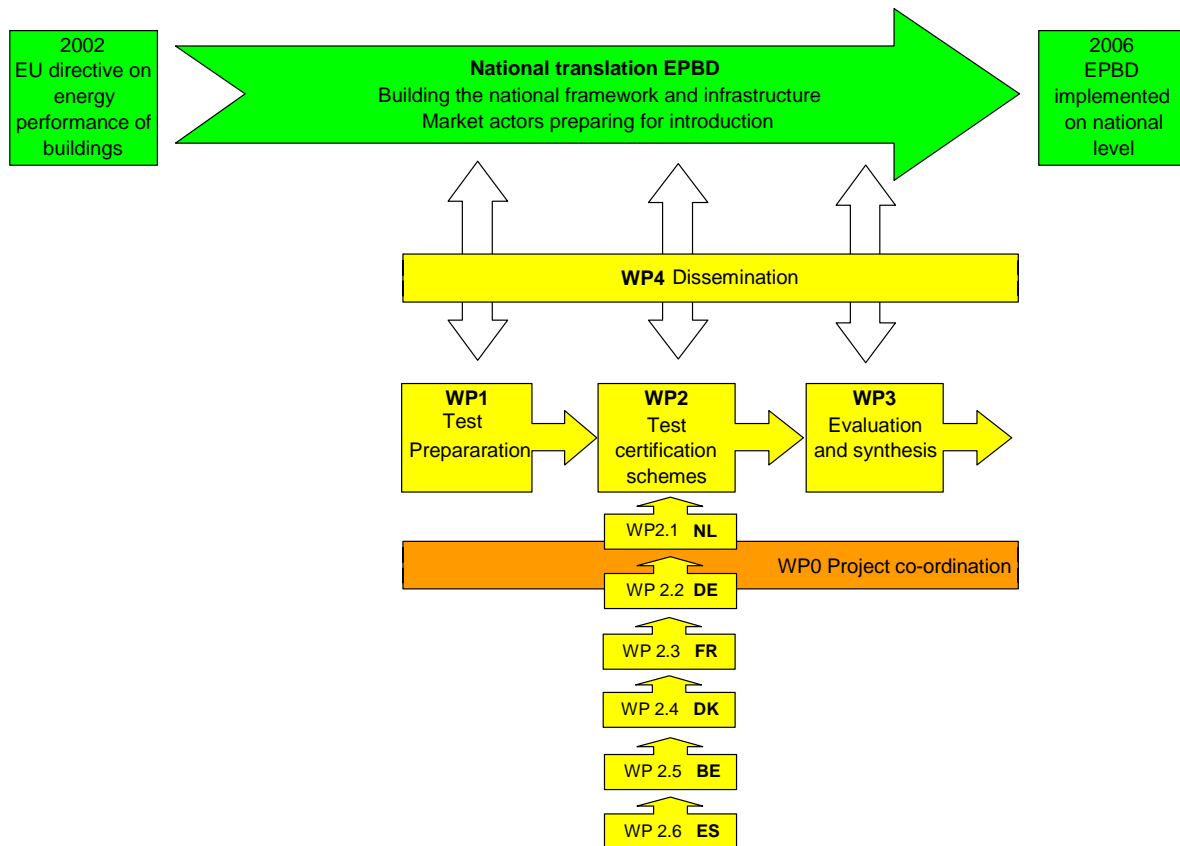 2002
EU directive on
energy
performance of
buildings
National translation EPBD
Building the national framework and infrastructure
Market actors preparing for introduction
2006
EPBD
implemented
on national
level
WP4 Dissemination
WP1
Test
Prepararation
WP2
Test
certification
schemes
WP3
Evaluation
and synthesis
WP2.1 NL
WP0 Project co-ordination
WP 2.2 DE
WP 2.3 FR
WP 2.4 DK
WP 2.5 BE
WP 2.6 ES